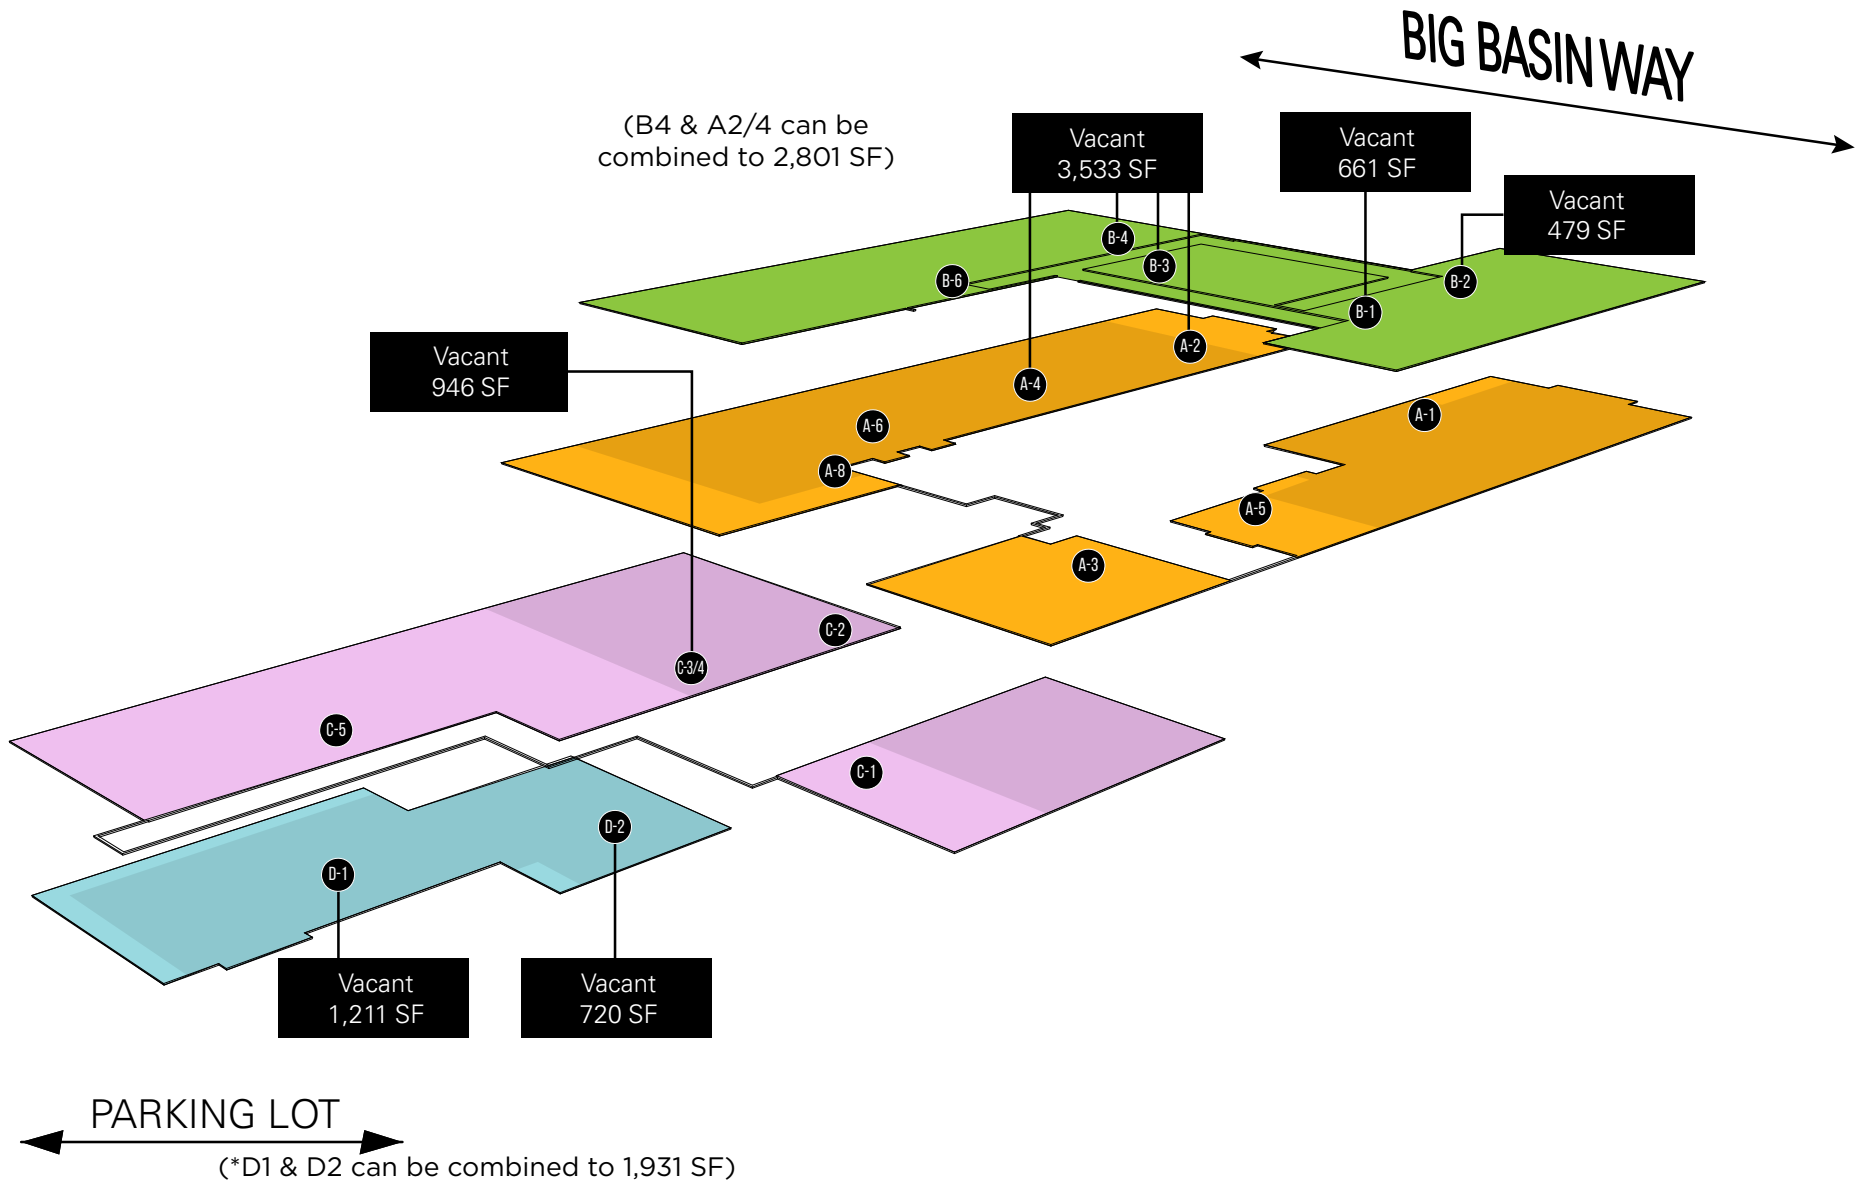 BIG BASIN WAY
(B4 & A2/4 can be
combined to 2,801 SF)
Vacant
3,533 SF
Vacant
661 SF
Vacant
479 SF
B-4
B-3
B-6
B-2
B-1
Vacant
946 SF
A-2
A-4
A-6
A-8
A-1
A-5
A-3
C-2
C-3/4
C-5
C-1
D-2
D-1
Vacant
1,211 SF
Vacant
720 SF
PARKING LOT
(*D1 & D2 can be combined to 1,931 SF)